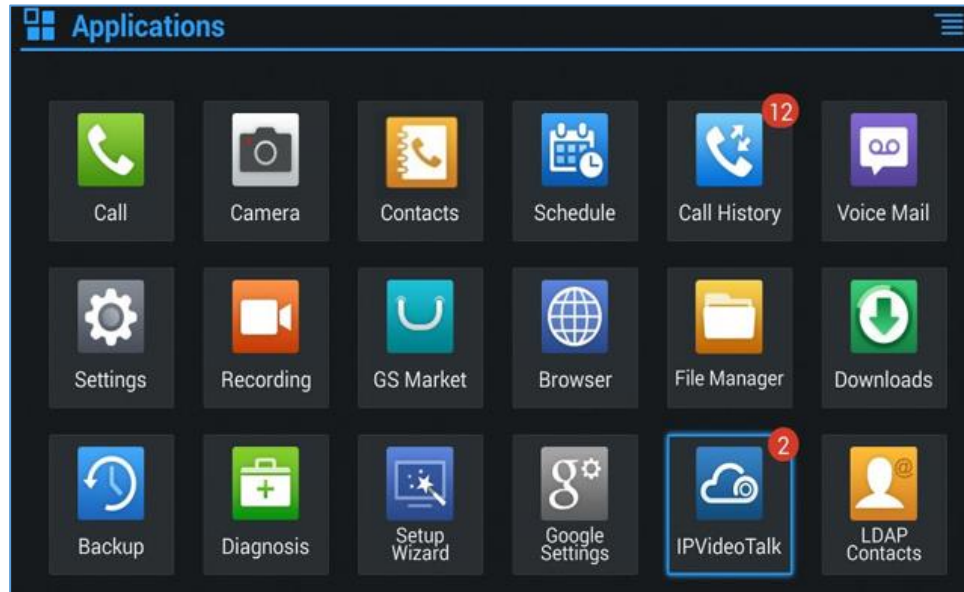 Applications
12
Call
Camera
Contacts
Schedule
Call History
Voice Mail
Settings
Recording
GS Market
Browser
File Manager
Downloads
2
Backup
Diagnosis
Setup
Wizard
g
Google
Settings
IPVideoTalk
@
LDAP
Contacts